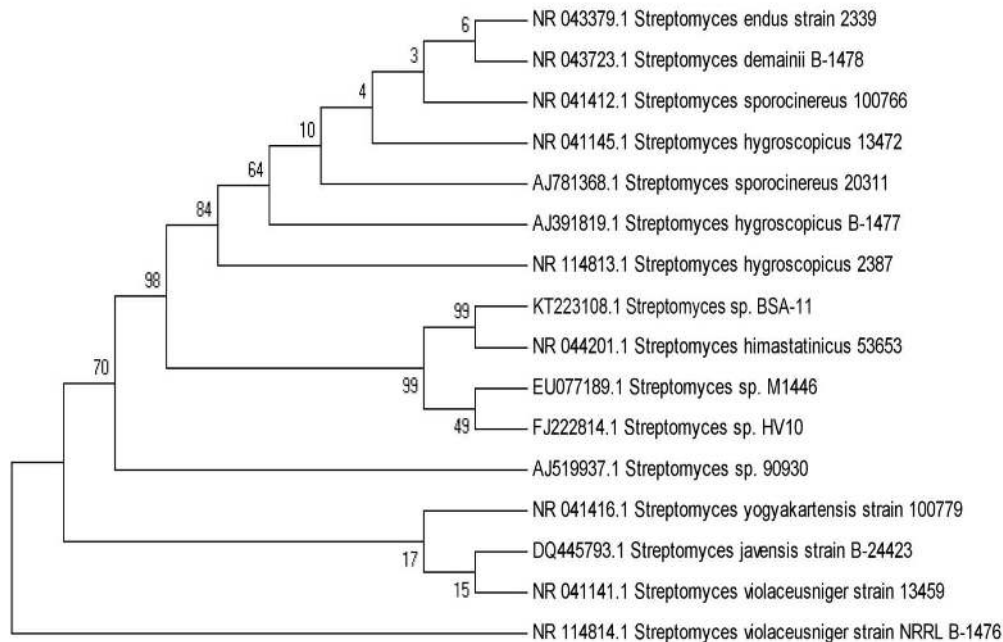 6
NR 043379.1 Streptomyces endus strain 2339
3
NR 043723.1 Streptomyces demainii B-1478
4
NR 041412.1 Streptomyces sporocinereus 100766
10
NR 041145.1 Streptomyces hygroscopicus 13472
64
AJ781368.1 Streptomyces sporocinereus 20311
84
AJ391819.1 Streptomyces hygroscopicus B-1477
NR 114813.1 Streptomyces hygroscopicus 2387
98
99
KT223108.1 Streptomyces sp. BSA-11
NR 044201.1 Streptomyces himastatinicus 53653
70
99
EU077189.1 Streptomyces sp. M1446
49
FJ222814.1 Streptomyces sp. HV10
AJ519937.1 Streptomyces sp. 90930
NR 041416.1 Streptomyces yogyakartensis strain 100779
17
DQ445793.1 Streptomyces javensis strain B-24423
15
NR 041141.1 Streptomyces violaceusniger strain 13459
NR 114814.1 Streptomyces violaceusniger strain NRRL B-1476